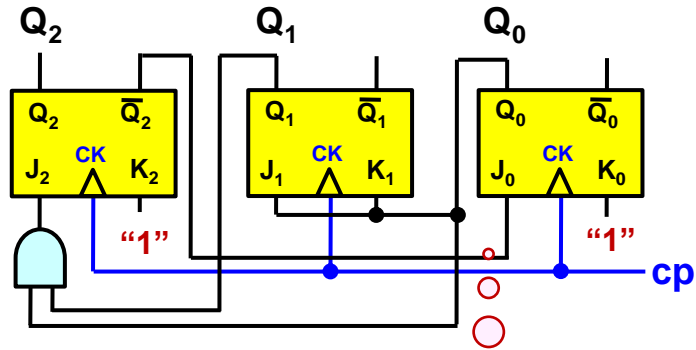 Q₂ Q₁ Q₀
Q₂ Q̅₂ Q₁ Q̅₁ Q₀ Q̅₀
J₂ CK K₂ J₁ CK K₁ J₀ CK K₀
“1” “1”
cp